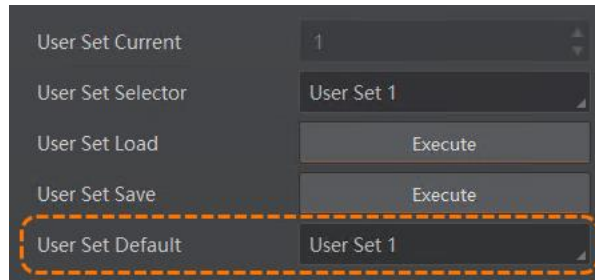 User Set Current 1
User Set Selector User Set 1
User Set Load Execute
User Set Save Execute
User Set Default User Set 1